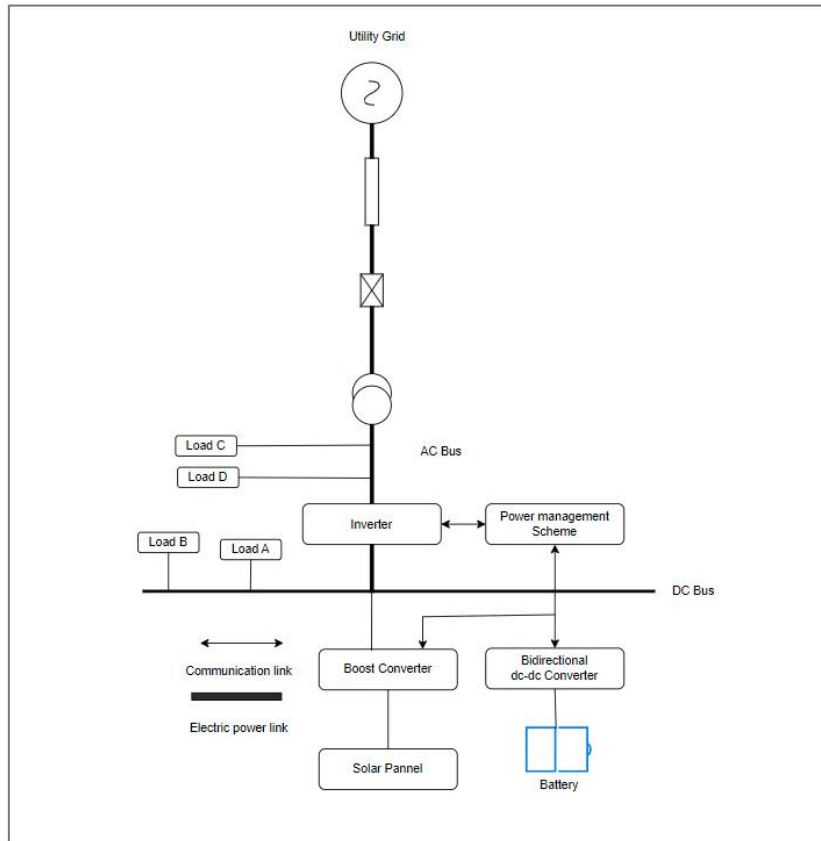 Utility Grid
Load C
AC Bus
Load D
Inverter
Power management
Scheme
Load B
Load A
DC Bus
Communication link
Boost Converter
Bidirectional
dc-dc Converter
Electric power link
Solar Pannel
Battery